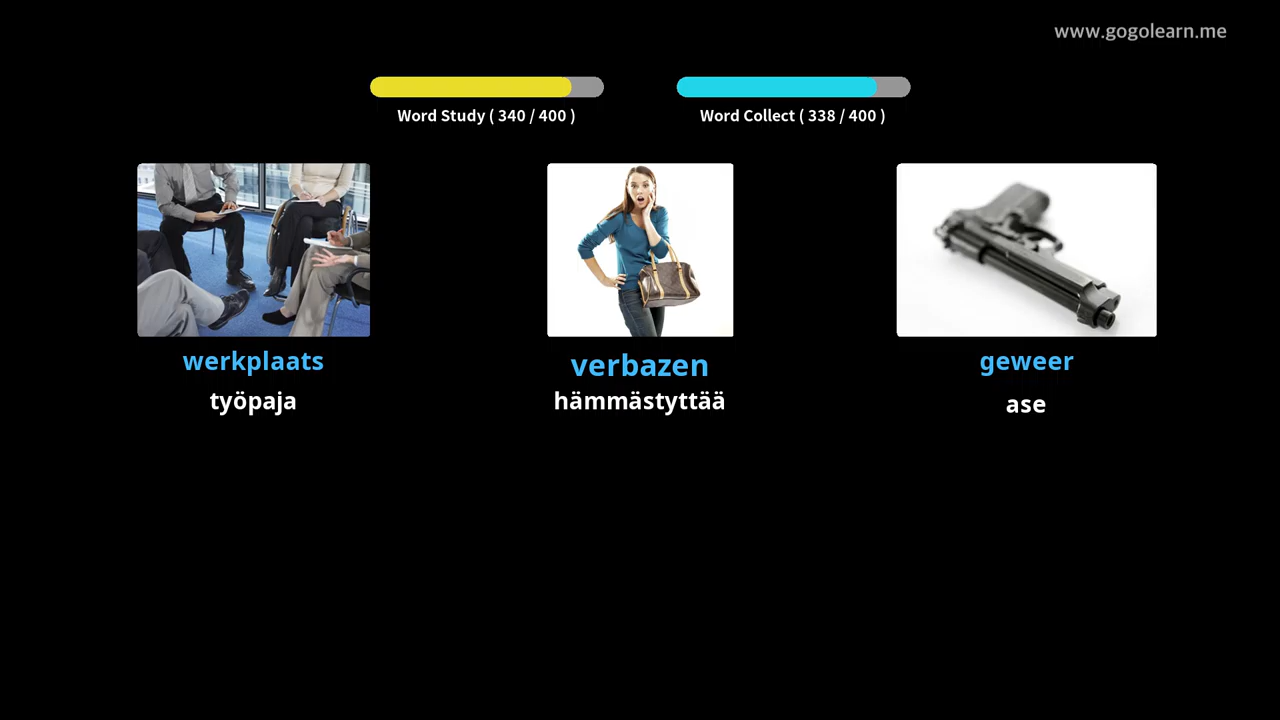 www.gogolearn.me
Word Study ( 340 / 400 )
Word Collect ( 338 / 400 )
werkplaats
työpaja
verbazen
hämmästyttää
geweer
ase